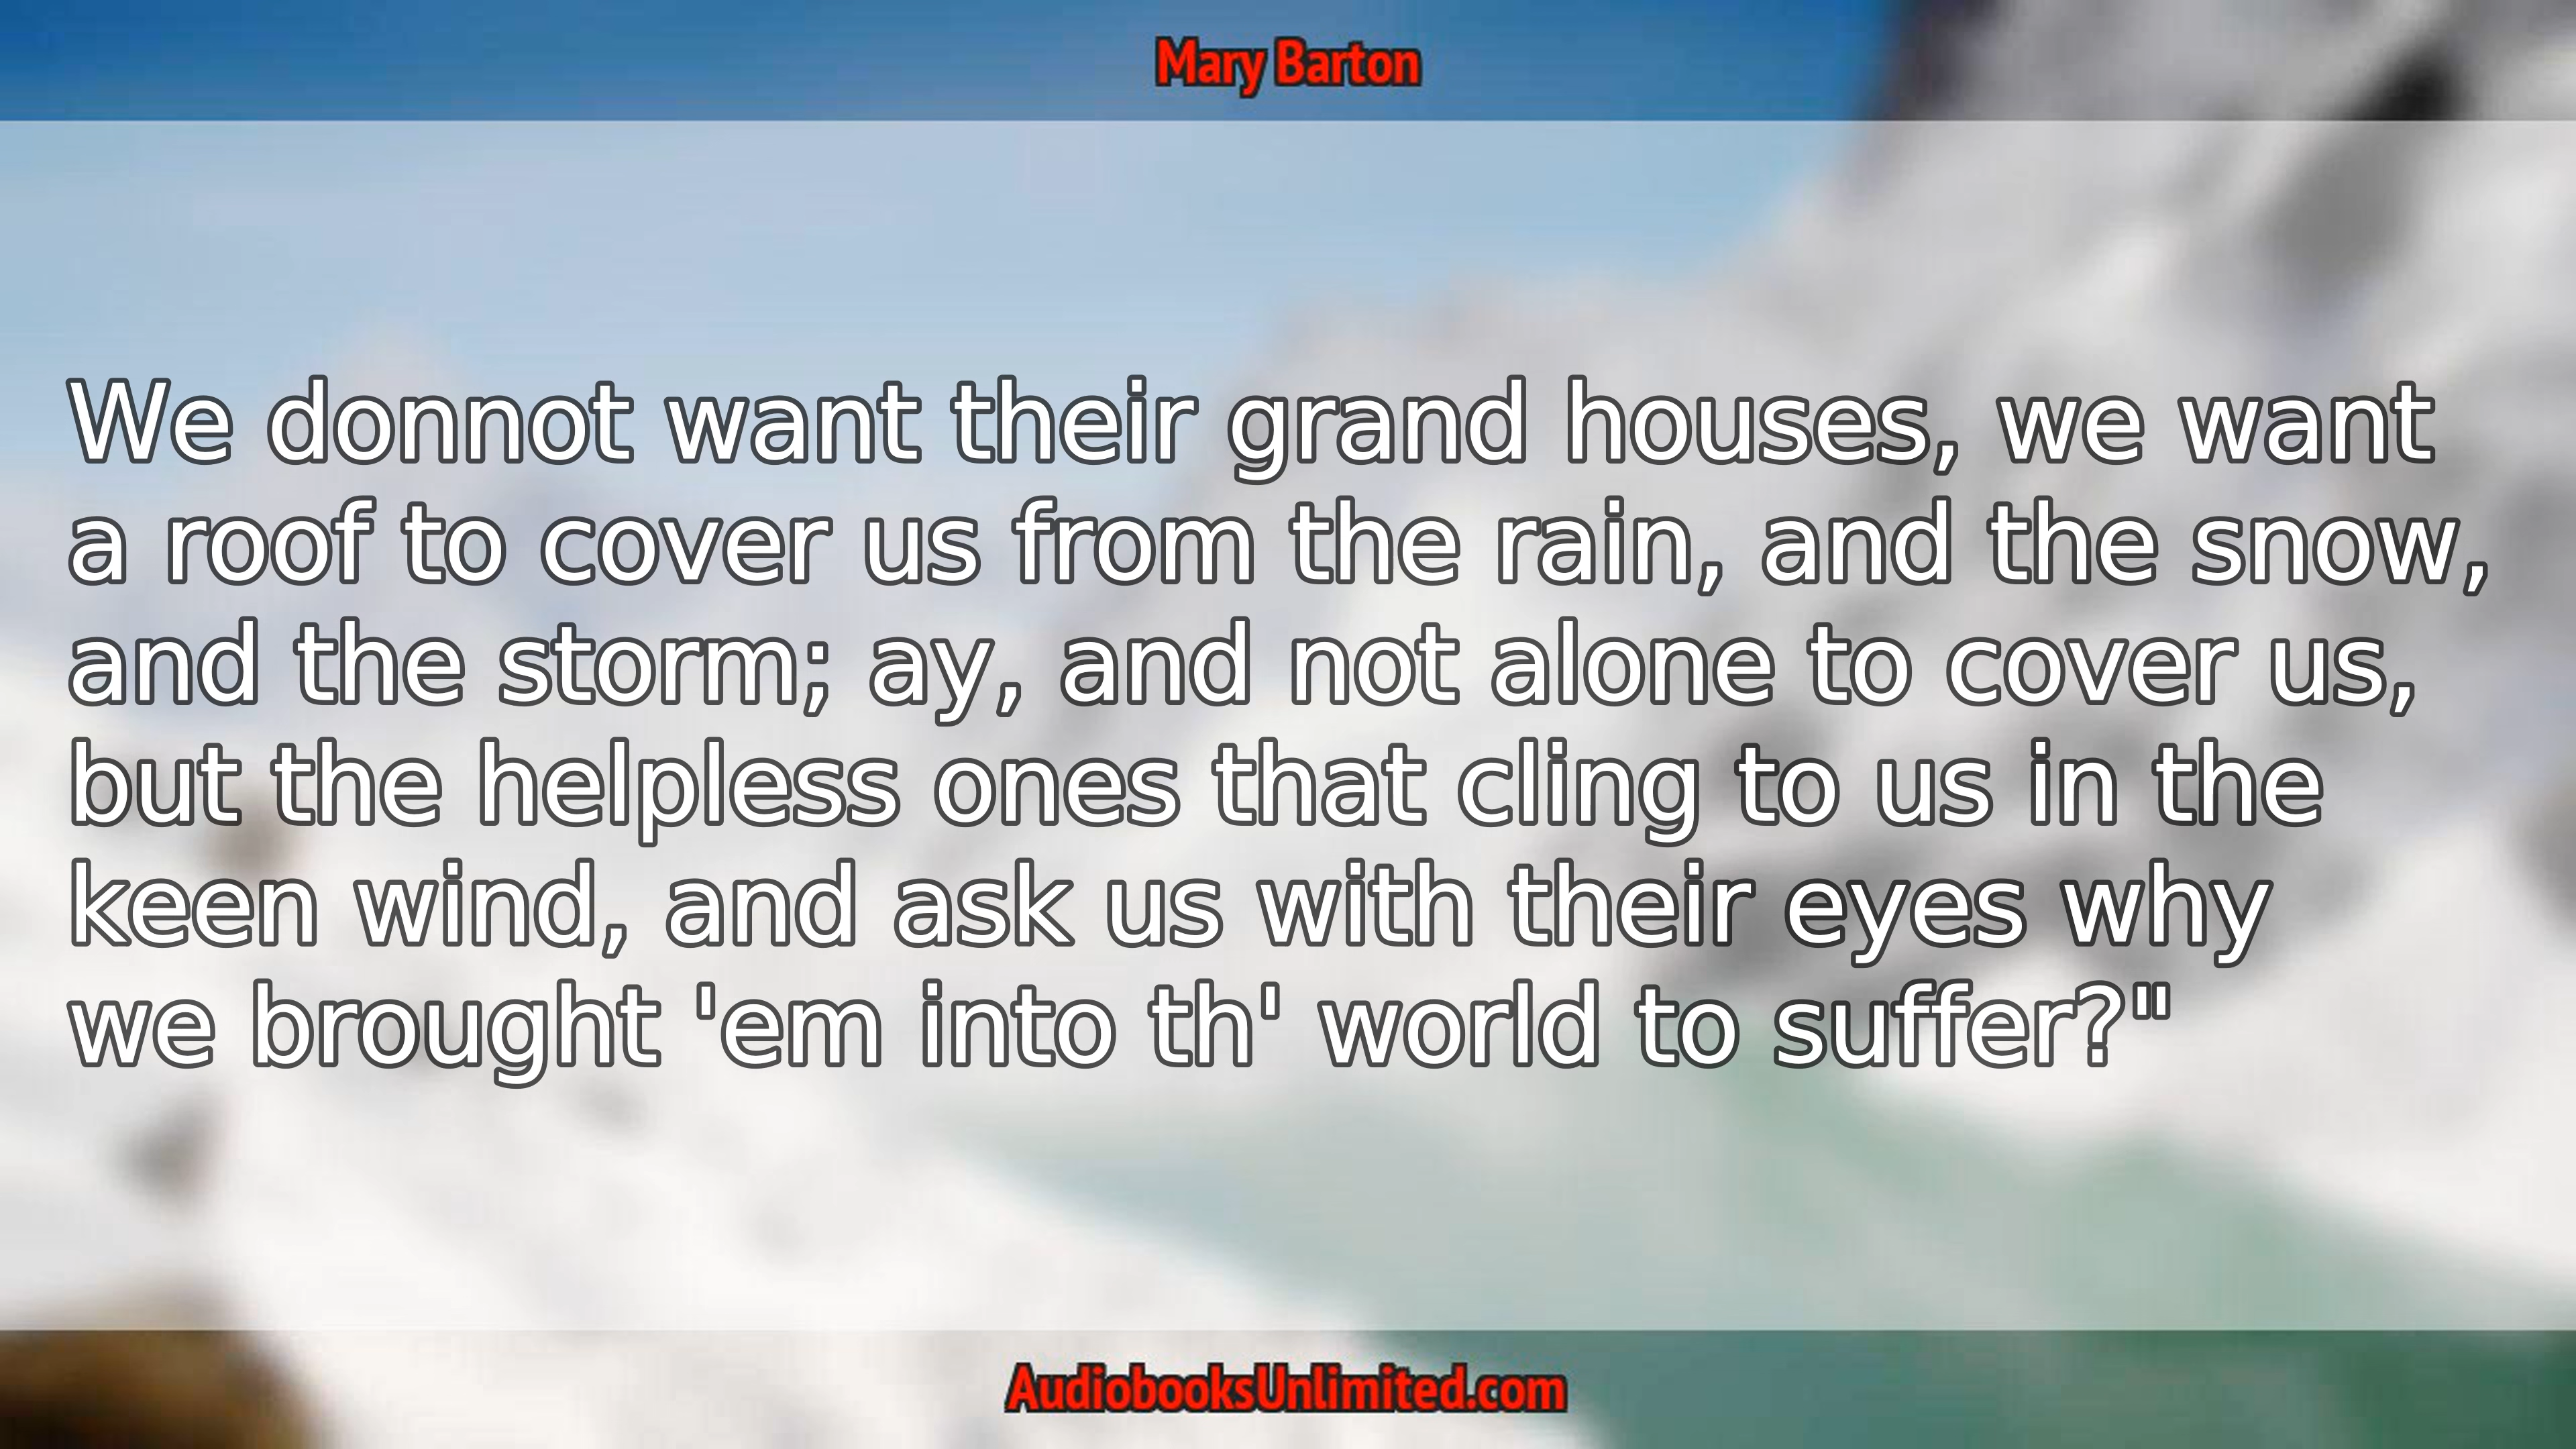 Mary Barton
We donnot want their grand houses, we want
a roof to cover us from the rain, and the snow,
and the storm; ay, and not alone to cover us,
but the helpless ones that cling to us in the
keen wind, and ask us with their eyes why
we brought 'em into th' world to suffer?"
AudiobooksUnlimited.com